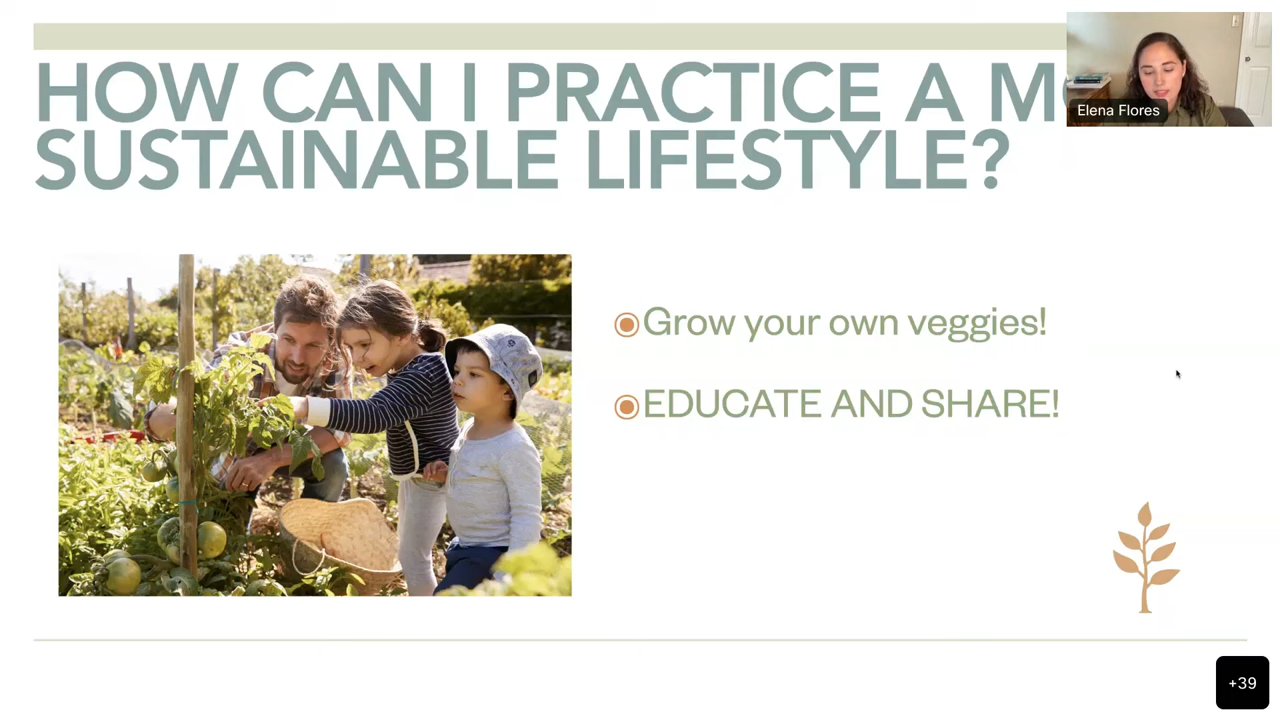 HOW CAN I PRACTICE A
SUSTAINABLE LIFESTYLE?
Elena Flores
Grow your own veggies!
EDUCATE AND SHARE!
+39